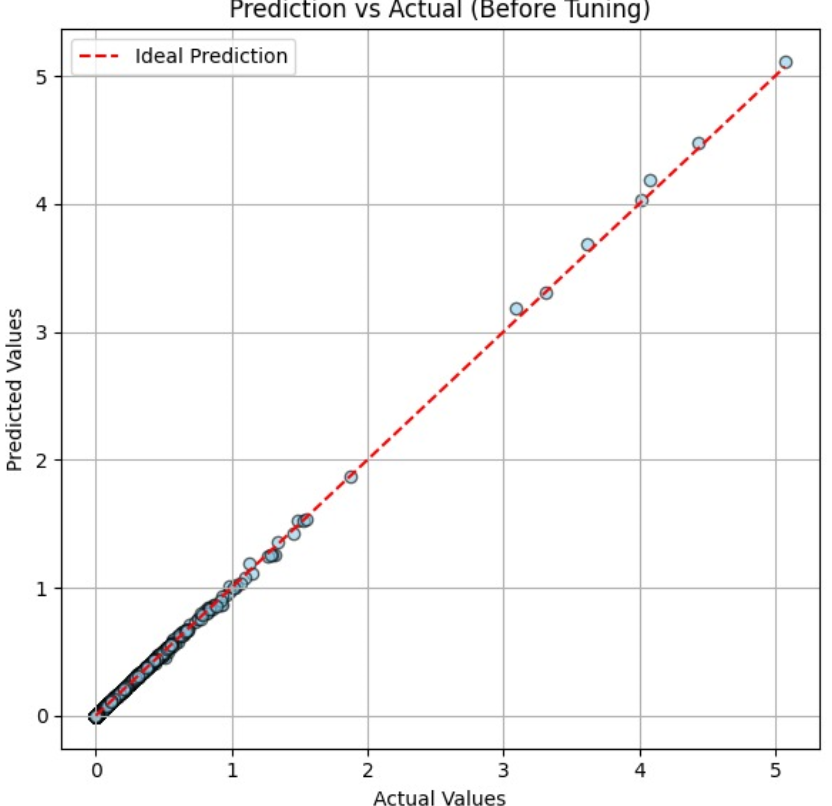 Prediction vs Actual (Before Tuning)
Ideal Prediction
5
4
3
2
1
0
Predicted Values
0 1 2 3 4 5
Actual Values